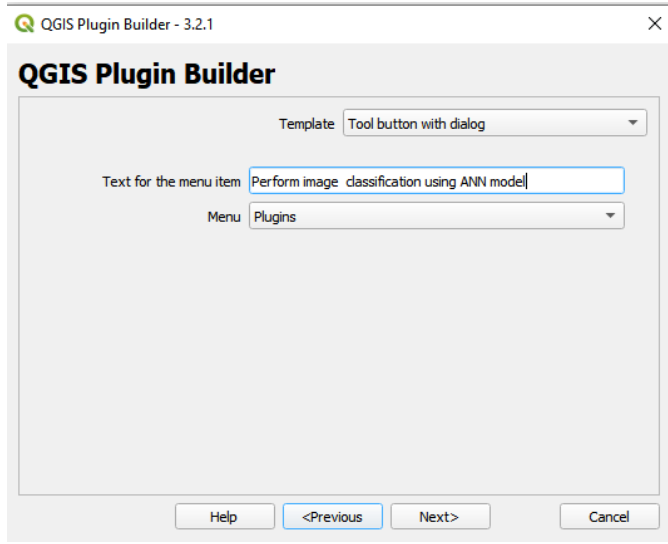 QGIS Plugin Builder - 3.2.1
QGIS Plugin Builder
Template Tool button with dialog
Text for the menu item Perform image  classification using ANN model
Menu Plugins
Help <Previous Next> Cancel